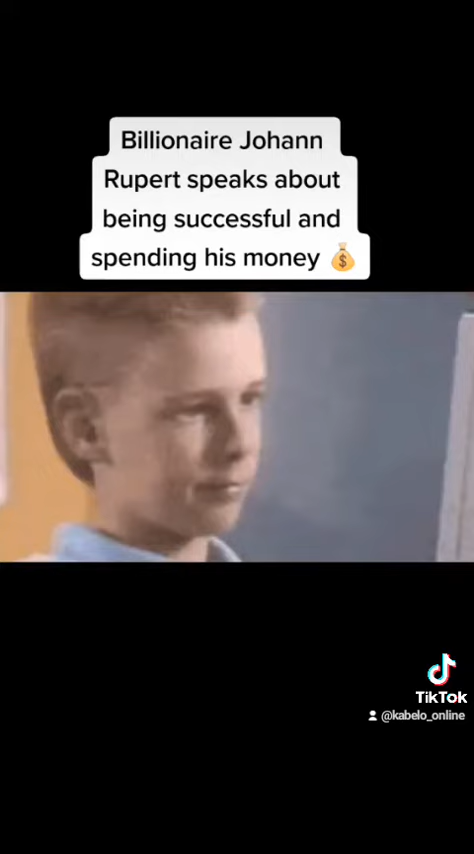 Billionaire Johann
Rupert speaks about
being successful and
spending his money 💰
TikTok
@kabelo_online